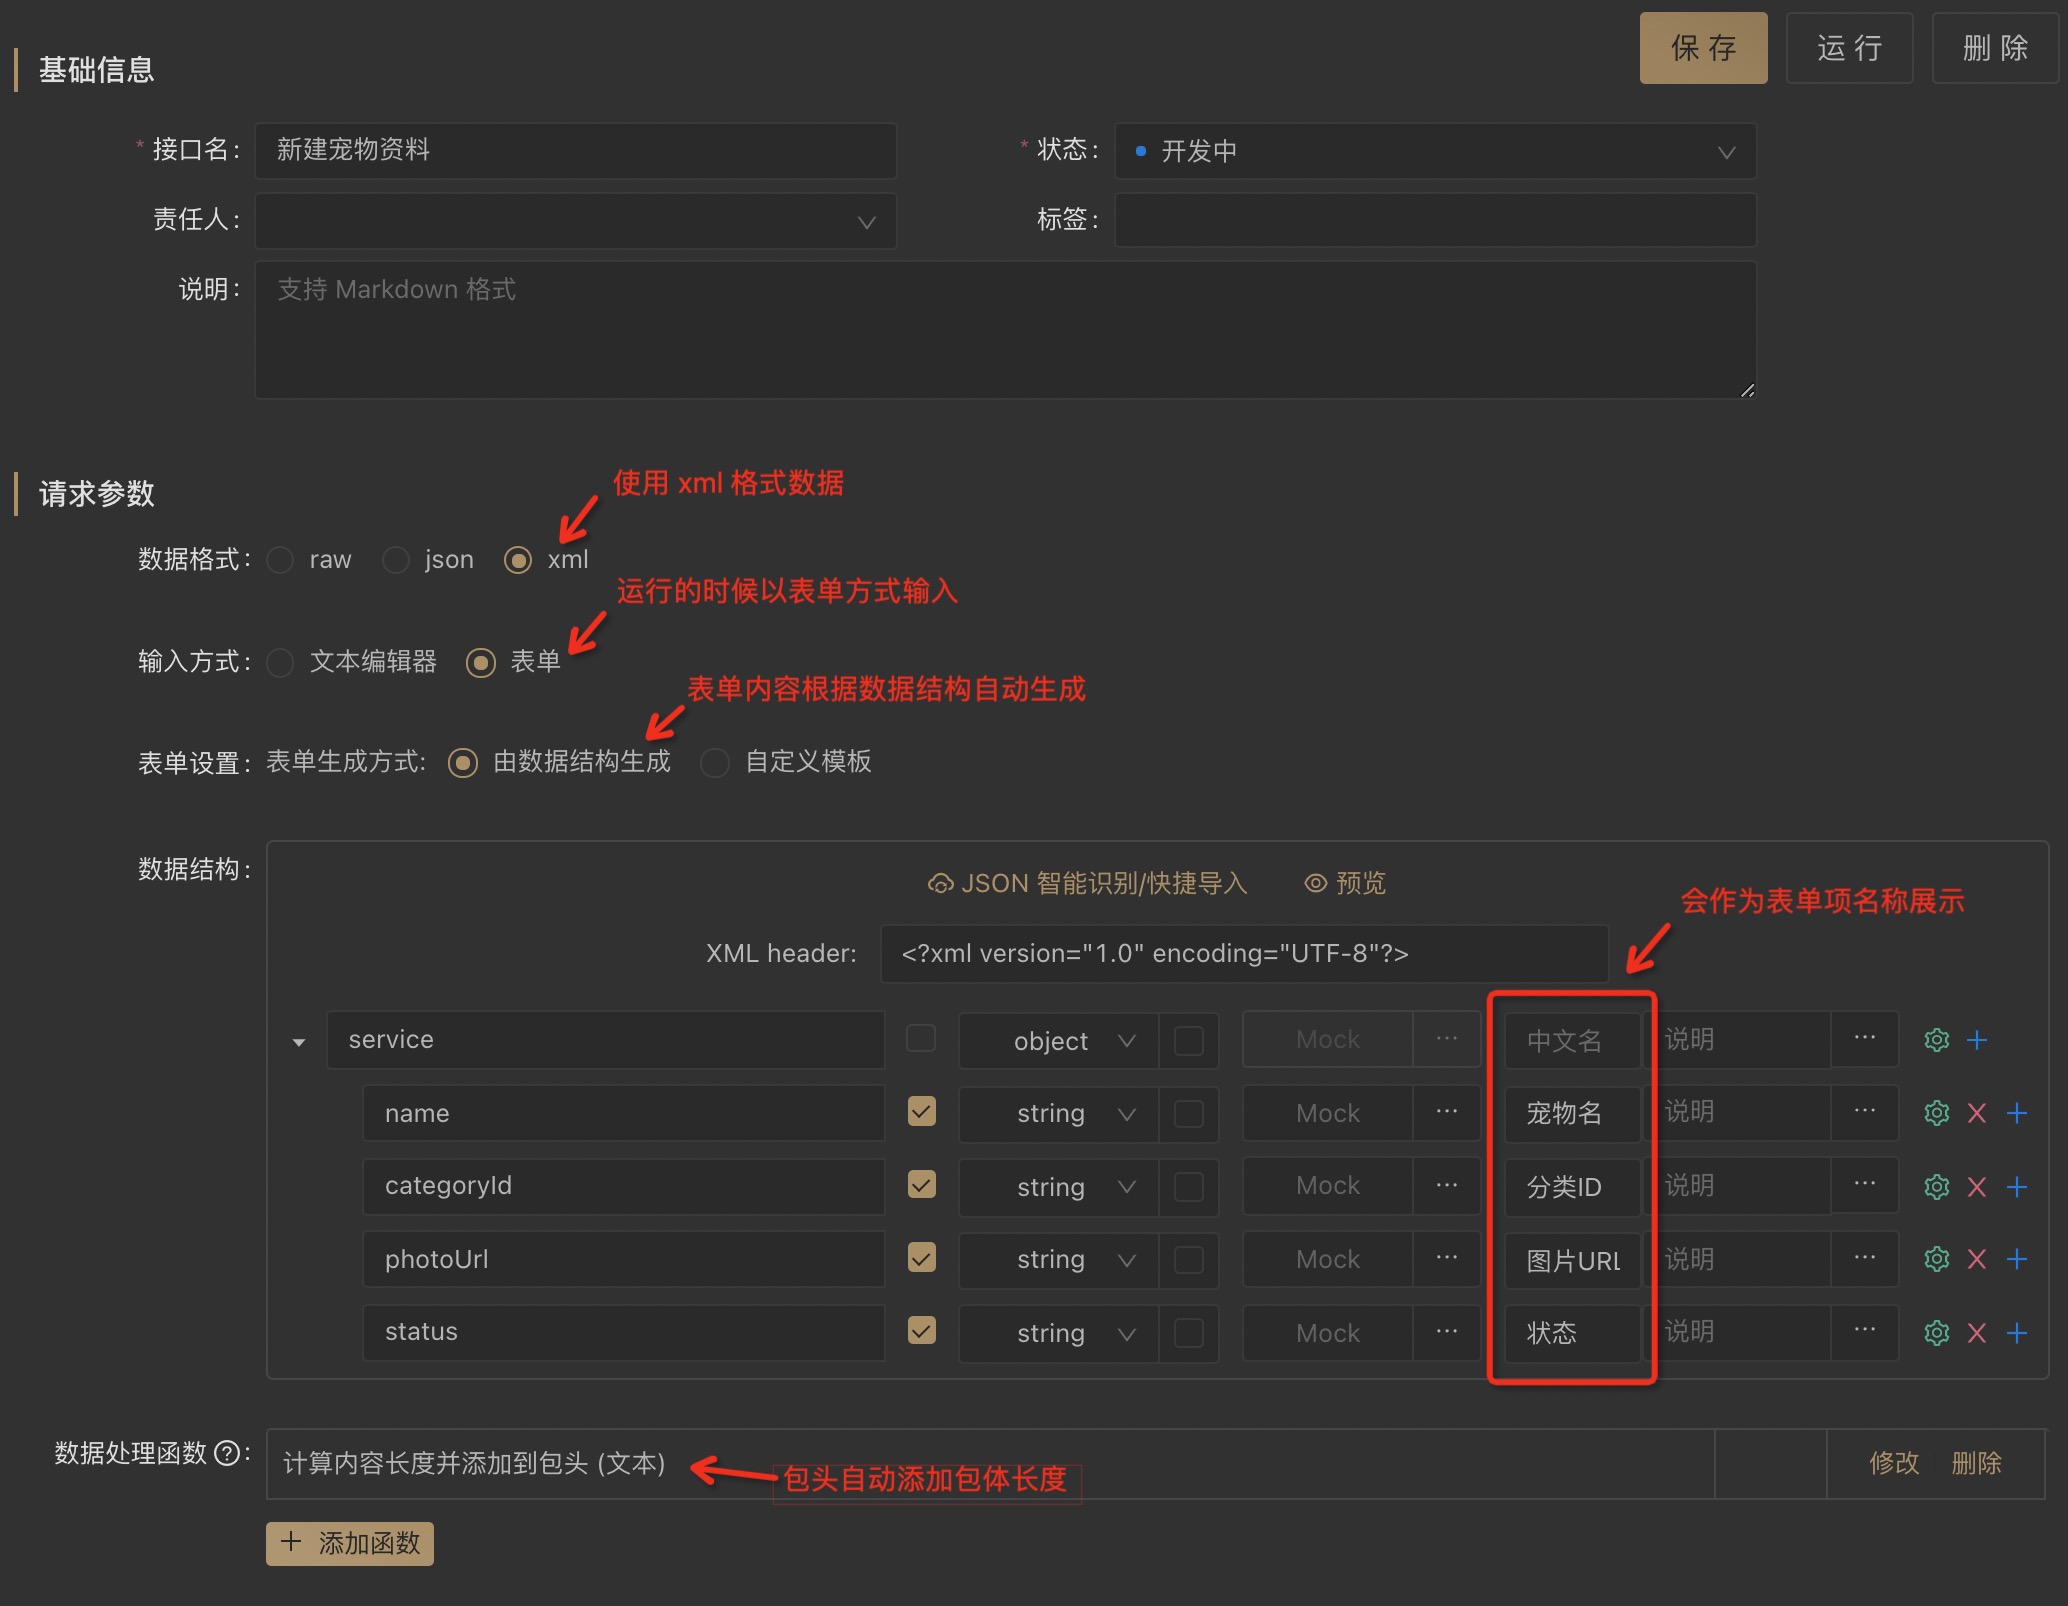 保 存
运 行
删 除
基础信息
* 接口名: 新建宠物资料
* 状态: 开发中
责任人:
标签:
说明: 支持 Markdown 格式
请求参数
使用 xml 格式数据
数据格式: raw json xml
运行的时候以表单方式输入
输入方式: 文本编辑器 表单
表单内容根据数据结构自动生成
表单设置: 表单生成方式: 由数据结构生成 自定义模板
数据结构:
JSON 智能识别/快捷导入 预览
会作为表单项名称展示
XML header: <?xml version="1.0" encoding="UTF-8"?>
service object Mock ... 中文名 说明 ...
name string Mock ... 宠物名 说明 ...
categoryId string Mock ... 分类ID 说明 ...
photoUrl string Mock ... 图片URL 说明 ...
status string Mock ... 状态 说明 ...
数据处理函数?: 计算内容长度并添加到包头 (文本) 修改 删除
包头自动添加包体长度
+ 添加函数